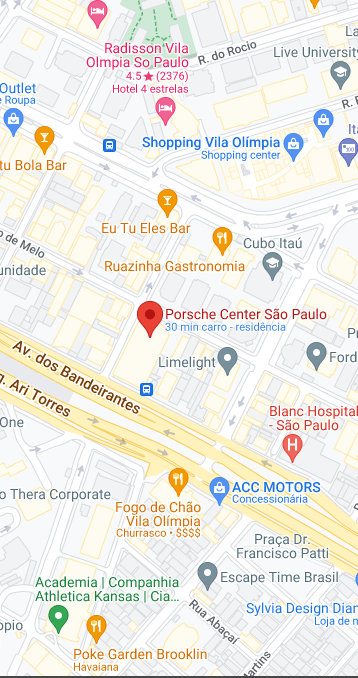 Radisson Vila
Olmpia So Paulo
4.5★ (2376)
Hotel 4 estrelas
R. do Rocio
Live University
Outlet
e Roupa
R.
Shopping Vila Olímpia
Shopping center
Ita
tu Bola Bar
Eu Tu Eles Bar
Cubo Itaú
o de Melo
Ruazinha Gastronomia
unidade
Porsche Center São Paulo
30 min carro - residência
Limelight
Ford
Av. dos Bandeirantes
g. Ari Torres
Blanc Hospital
- São Paulo
H
One
ACC MOTORS
Concessionária
o Thera Corporate
Fogo de Chão
Vila Olímpia
Churrasco • $$$$
Praça Dr.
Francisco Patti
Escape Time Brasil
Academia | Companhia
Athletica Kansas | Cia...
Rua Abaçaí
Sylvia Design Dian
Loja de m
opio
Poke Garden Brooklin
Havaiana
Martins